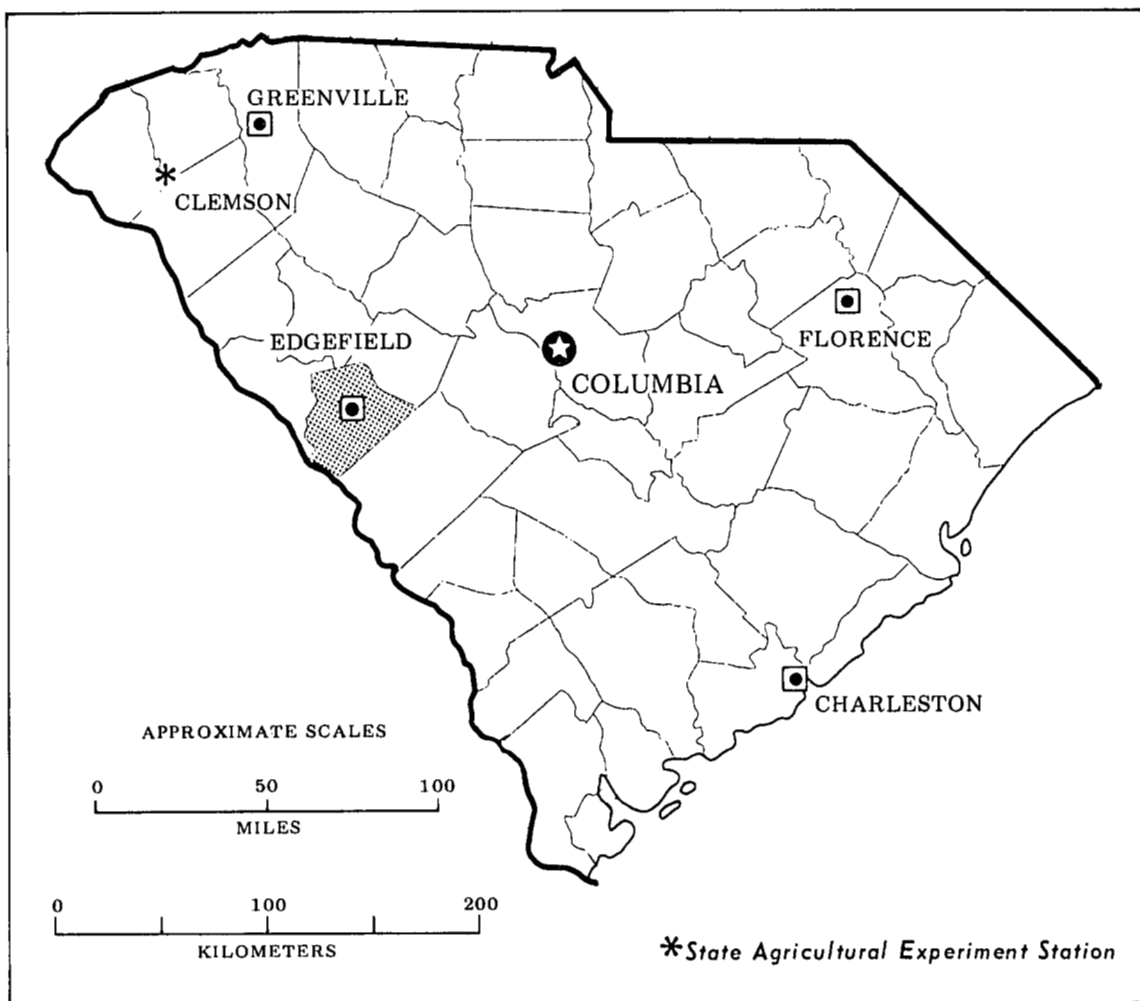 GREENVILLE
CLEMSON
EDGEFIELD
FLORENCE
COLUMBIA
CHARLESTON
APPROXIMATE SCALES
0 50 100
MILES
0 100 200
KILOMETERS
*State Agricultural Experiment Station